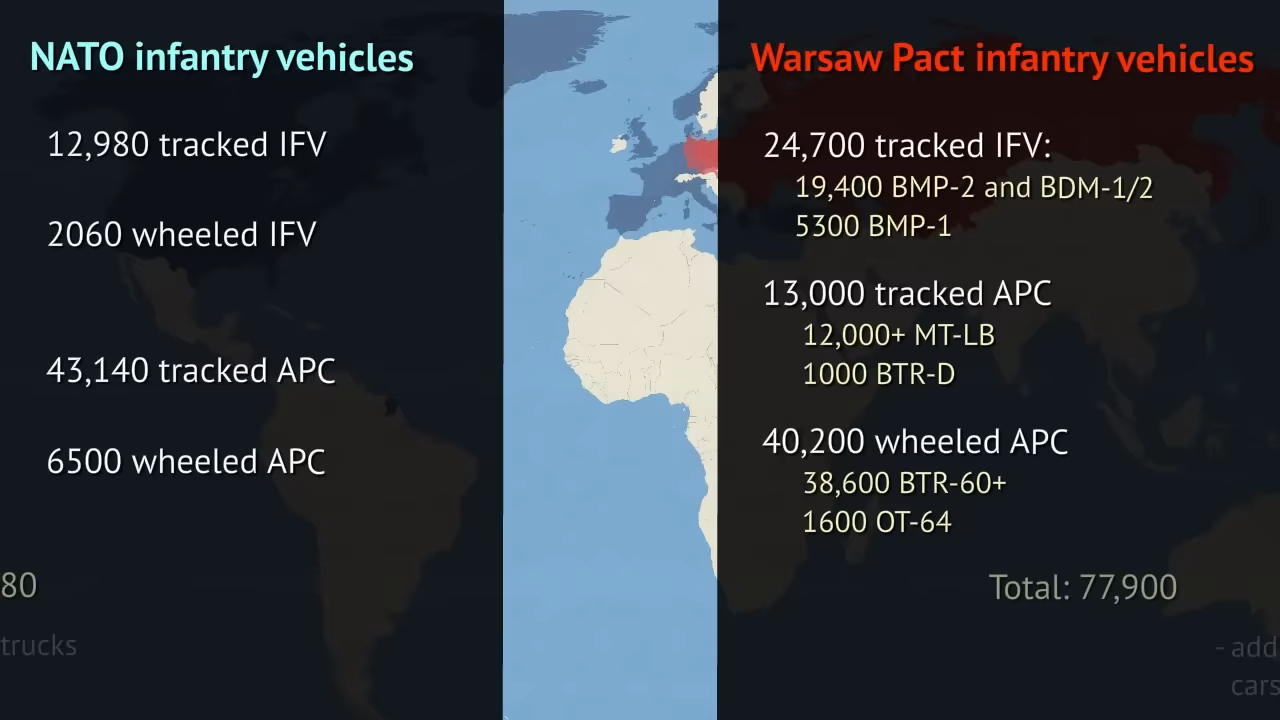 NATO infantry vehicles
12,980 tracked IFV
2060 wheeled IFV
43,140 tracked APC
6500 wheeled APC
80
trucks
Warsaw Pact infantry vehicles
24,700 tracked IFV:
19,400 BMP-2 and BDM-1/2
5300 BMP-1
13,000 tracked APC
12,000+ MT-LB
1000 BTR-D
40,200 wheeled APC
38,600 BTR-60+
1600 OT-64
Total: 77,900
- add
cars